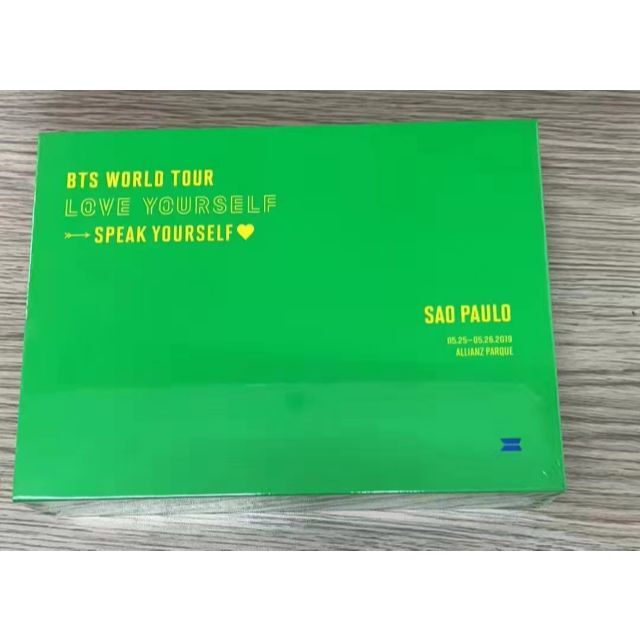 BTS WORLD TOUR
LOVE YOURSELF
SPEAK YOURSELF
SAO PAULO
05.25–05.26.2019
ALLIANZ PARQUE